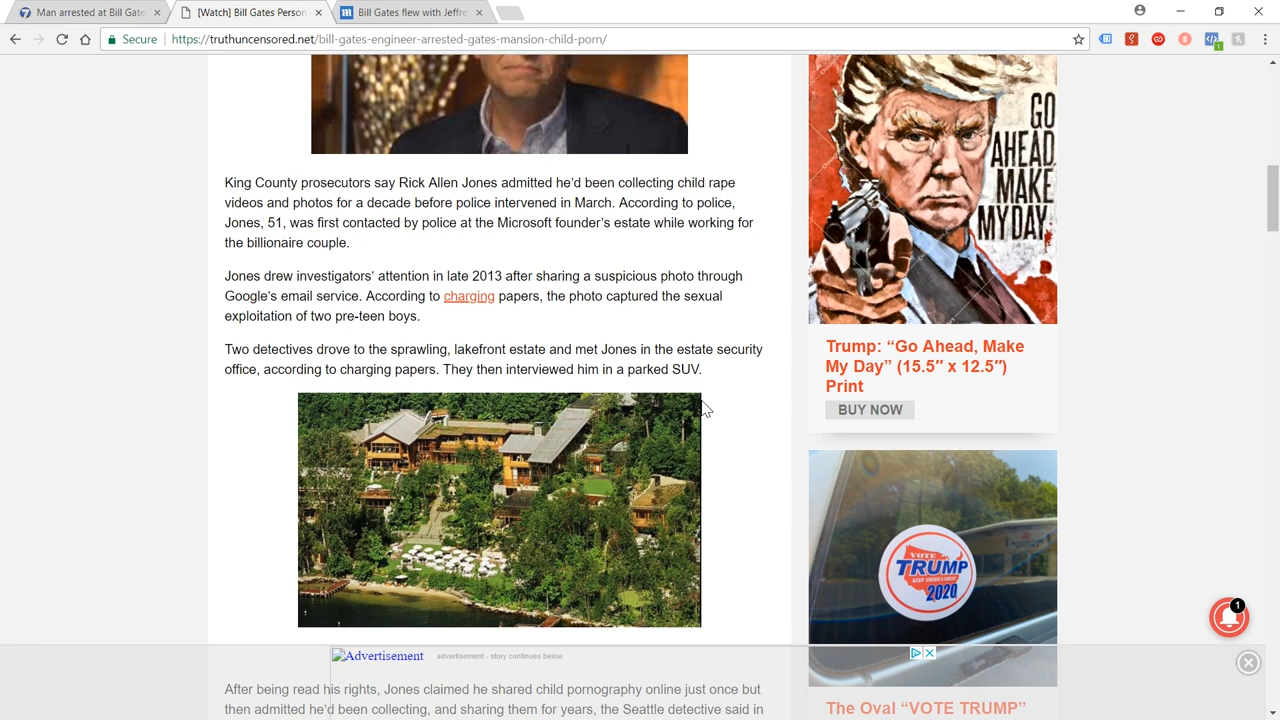 Man arrested at Bill Gate
[Watch] Bill Gates Person
Bill Gates flew with Jeffre
Secure
https://truthuncensored.net/bill-gates-engineer-arrested-gates-mansion-child-porn/
1
King County prosecutors say Rick Allen Jones admitted he’d been collecting child rape
videos and photos for a decade before police intervened in March. According to police,
Jones, 51, was first contacted by police at the Microsoft founder’s estate while working for
the billionaire couple.
Jones drew investigators’ attention in late 2013 after sharing a suspicious photo through
Google’s email service. According to charging papers, the photo captured the sexual
exploitation of two pre-teen boys.
Two detectives drove to the sprawling, lakefront estate and met Jones in the estate security
office, according to charging papers. They then interviewed him in a parked SUV.
Advertisement
advertisement - story continues below
After being read his rights, Jones claimed he shared child pornography online just once but
then admitted he’d been collecting, and sharing them for years, the Seattle detective said in
GO
AHEAD,
MAKE
MY DAY
Trump: “Go Ahead, Make
My Day” (15.5″ x 12.5″)
Print
BUY NOW
VOTE
TRUMP
KEEP AMERICA GREAT
2020
The Oval “VOTE TRUMP”
1